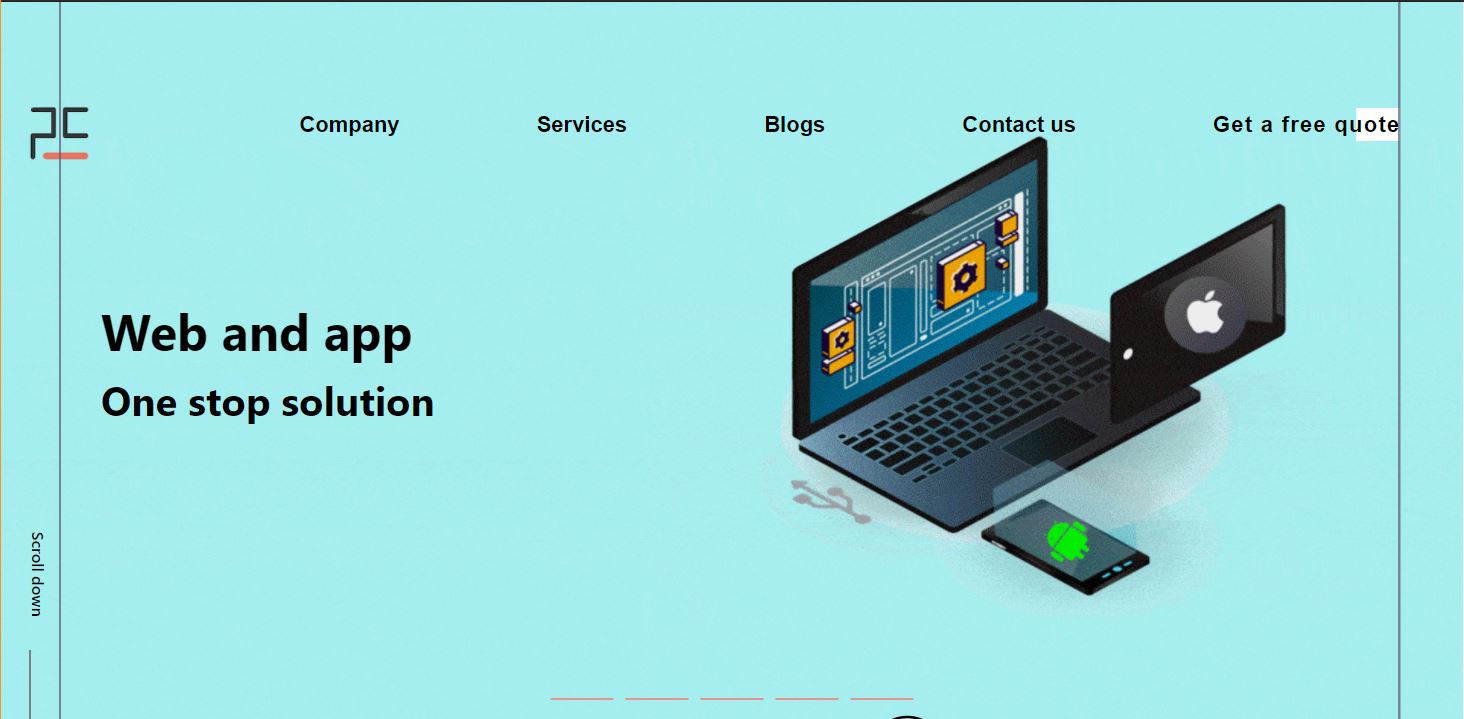 Company Services Blogs Contact us Get a free quote
Web and app
One stop solution
Scroll down